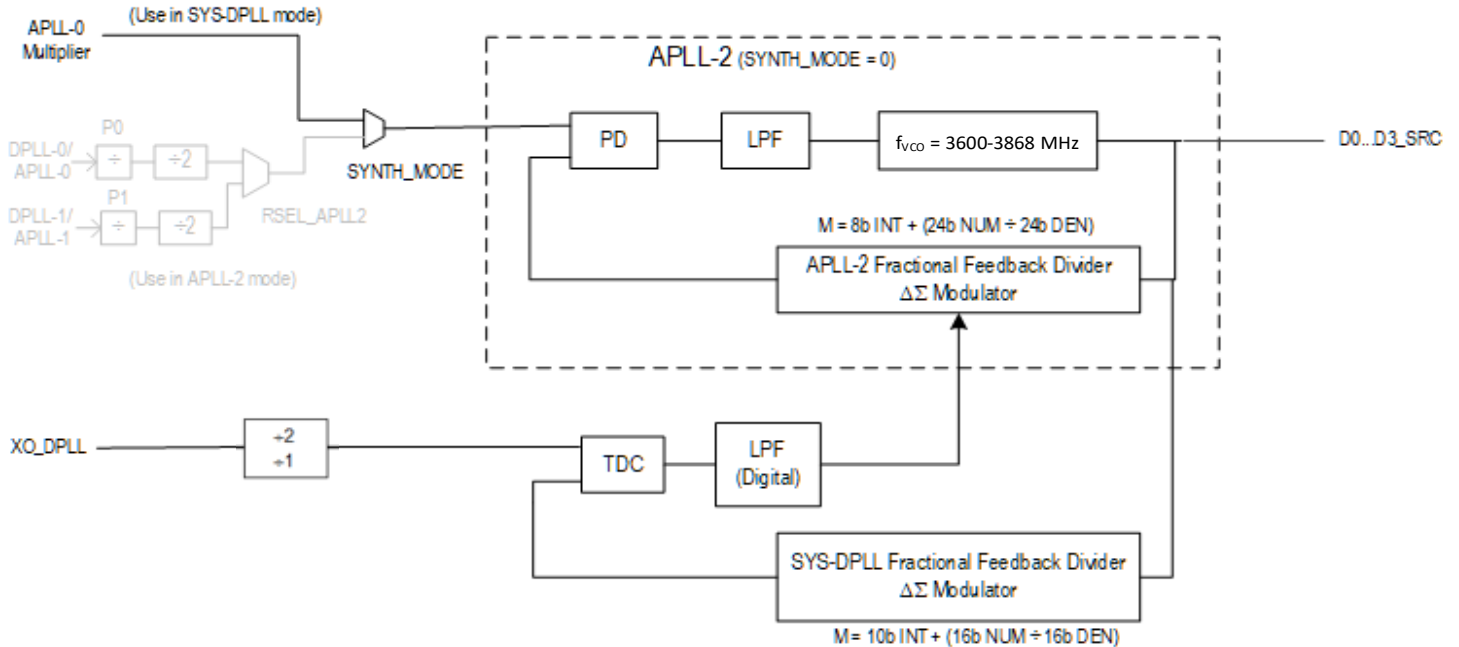 (Use in SYS-DPLL mode)
APLL-0
Multiplier
APLL-2 (SYNTH_MODE = 0)
PD
LPF
fVCO = 3600-3868 MHz
D0...D3_SRC
P0
DPLL-0/
APLL-0
÷
÷2
SYNTH_MODE
P1
DPLL-1/
APLL-1
÷
÷2
RSEL_APLL2
(Use in APLL-2 mode)
M = 8b INT + (24b NUM ÷ 24b DEN)
APLL-2 Fractional Feedback Divider
ΔΣ Modulator
XO_DPLL
÷2
÷1
TDC
LPF
(Digital)
SYS-DPLL Fractional Feedback Divider
ΔΣ Modulator
M = 10b INT + (16b NUM ÷ 16b DEN)